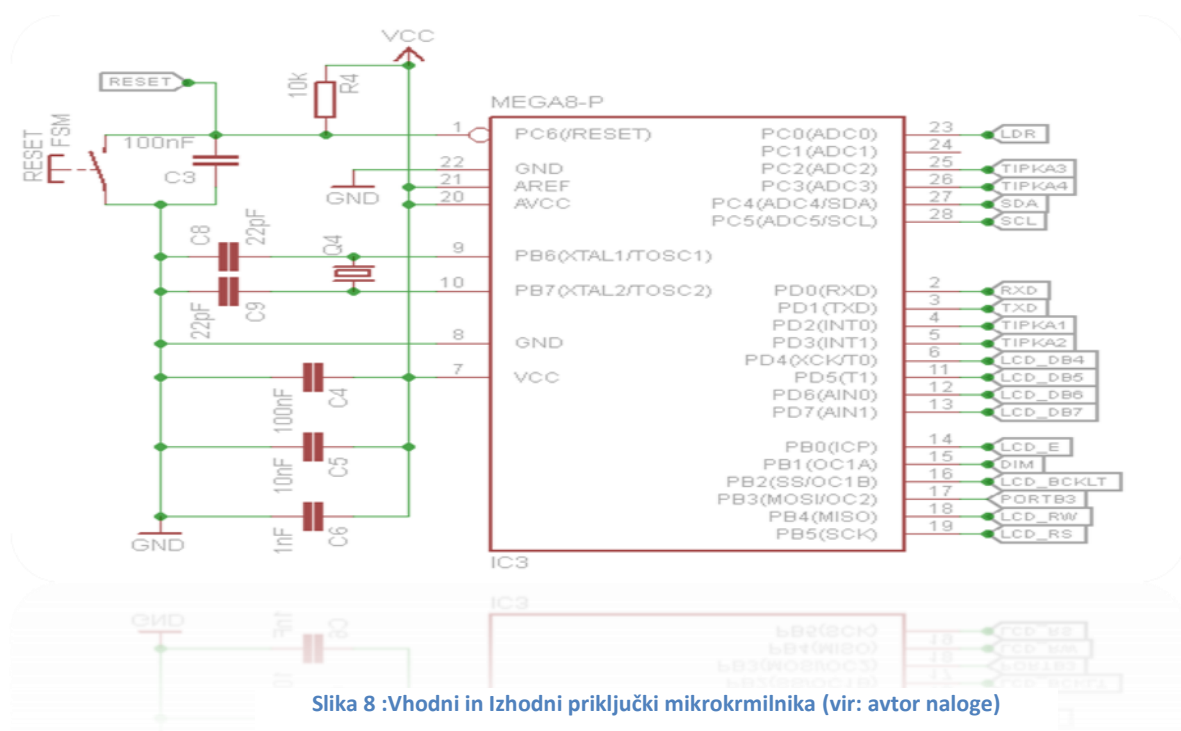 VCC
RESET
10k
R4
MEGA8-P
RESET
FSM
100nF
C3
1
PC6(/RESET)
22
GND
21
AREF
20
AVCC
GND
C8
22pF
Q4
9
PB6(XTAL1/TOSC1)
10
PB7(XTAL2/TOSC2)
22pF
C9
8
GND
7
VCC
100nF
C4
10nF
C5
1nF
C6
GND
IC3
PC0(ADC0) 23 LDR
PC1(ADC1) 24
PC2(ADC2) 25 TIPKA3
PC3(ADC3) 26 TIPKA4
PC4(ADC4/SDA) 27 SDA
PC5(ADC5/SCL) 28 SCL
PD0(RXD) 2 RXD
PD1(TXD) 3 TXD
PD2(INT0) 4 TIPKA1
PD3(INT1) 5 TIPKA2
PD4(XCK/T0) 6 LCD_DB4
PD5(T1) 11 LCD_DB5
PD6(AIN0) 12 LCD_DB6
PD7(AIN1) 13 LCD_DB7
PB0(ICP) 14 LCD_E
PB1(OC1A) 15 DIM
PB2(SS/OC1B) 16 LCD_BCKLT
PB3(MOSI/OC2) 17 PORTB3
PB4(MISO) 18 LCD_RW
PB5(SCK) 19 LCD_RS
Slika 8 :Vhodni in Izhodni priključki mikrokrmilnika (vir: avtor naloge)